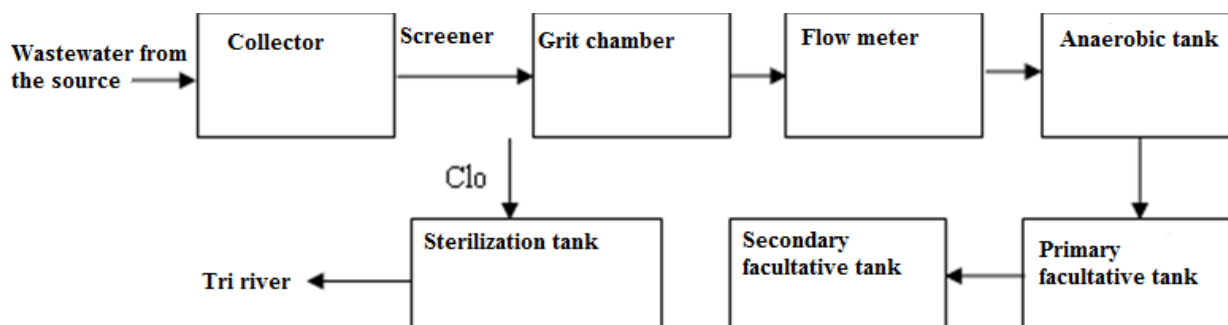 Wastewater from
the source
Collector
Screener
Grit chamber
Flow meter
Anaerobic tank
Clo
Sterilization tank
Secondary
facultative tank
Primary
facultative tank
Tri river